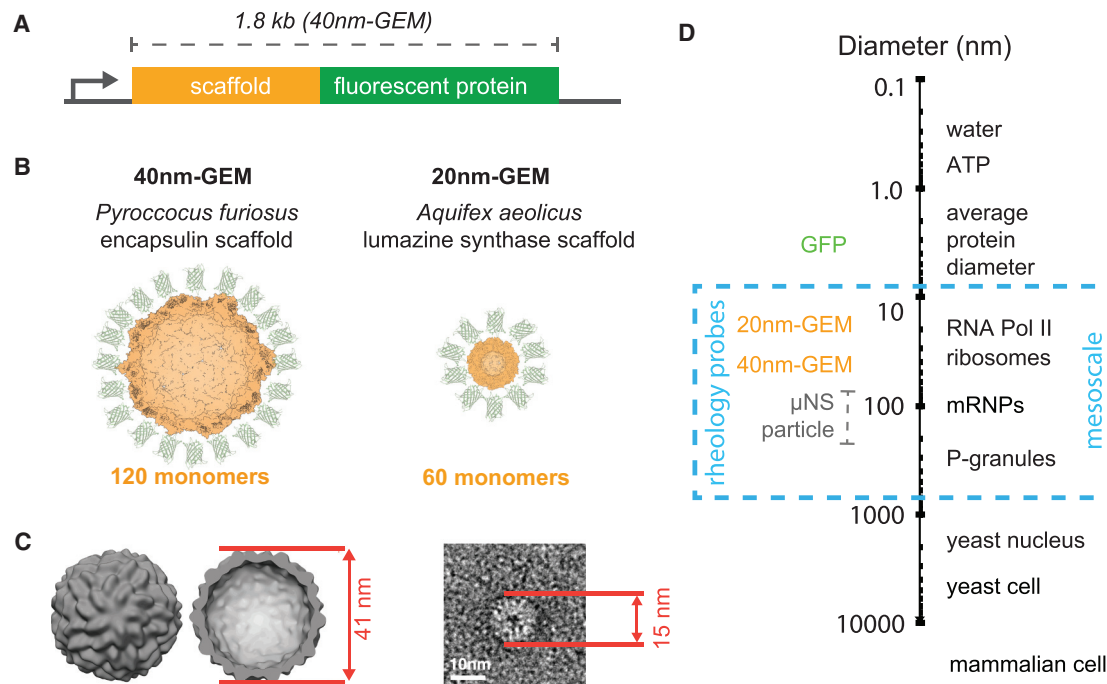 A
1.8 kb (40nm-GEM)
scaffold
fluorescent protein
B
40nm-GEM
Pyroccocus furiosus
encapsulin scaffold
120 monomers
20nm-GEM
Aquifex aeolicus
lumazine synthase scaffold
60 monomers
C
41 nm
10nm
15 nm
D
Diameter (nm)
0.1
water
ATP
1.0
average
protein
diameter
GFP
10
rheology probes
20nm-GEM
40nm-GEM
µNS
particle
RNA Pol II
ribosomes
100
mRNPs
P-granules
mesoscale
1000
yeast nucleus
yeast cell
10000
mammalian cell